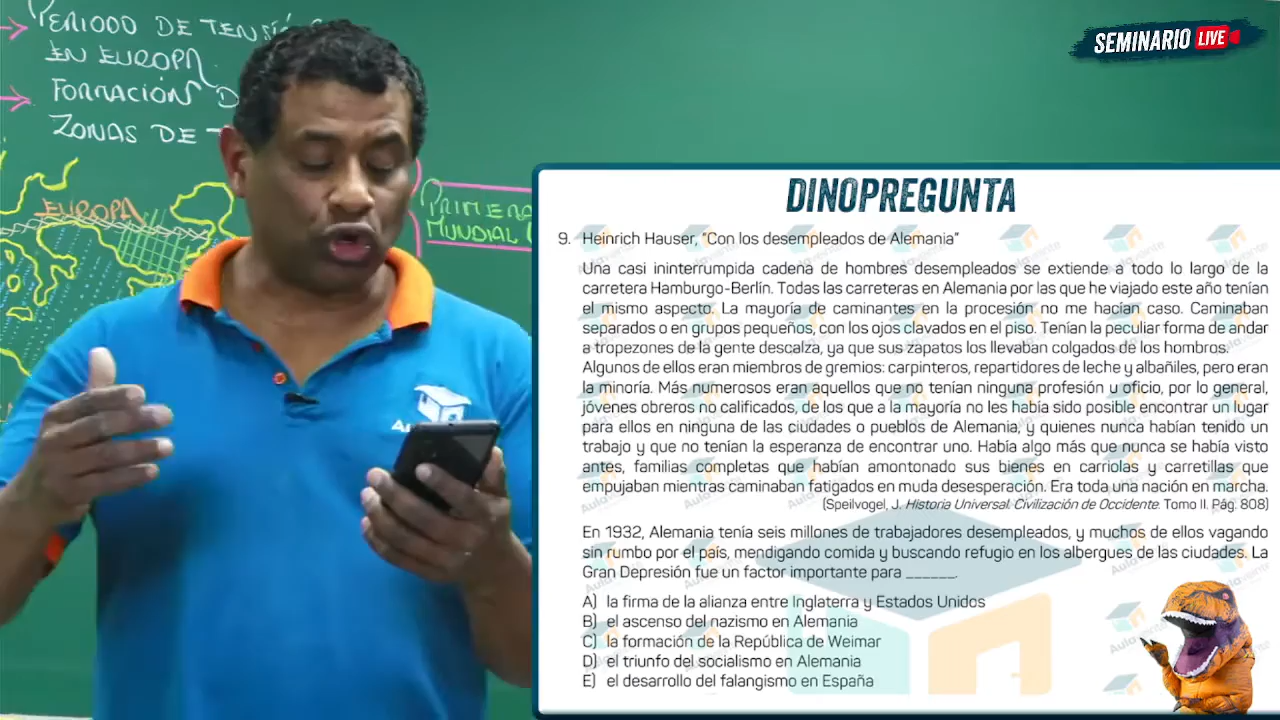 PERIODO DE TENSIÓ
EN EUROPA.
FORMACIÓN D
ZONAS DE
EUROPA
PRIMERA
MUNDIAL
SEMINARIO LIVE
DINOPREGUNTA
9. Heinrich Hauser, “Con los desempleados de Alemania”
Una casi ininterrumpida cadena de hombres desempleados se extiende a todo lo largo de la
carretera Hamburgo-Berlín. Todas las carreteras en Alemania por las que he viajado este año tenían
el mismo aspecto. La mayoría de caminantes en la procesión no me hacían caso. Caminaban
separados o en grupos pequeños, con los ojos clavados en el piso. Tenían la peculiar forma de andar
a tropezones de la gente descalza, ya que sus zapatos los llevaban colgados de los hombros.
Algunos de ellos eran miembros de gremios: carpinteros, repartidores de leche y albañiles, pero eran
la minoría. Más numerosos eran aquellos que no tenían ninguna profesión u oficio, por lo general,
jóvenes obreros no calificados, de los que a la mayoría no les había sido posible encontrar un lugar
para ellos en ninguna de las ciudades o pueblos de Alemania, y quienes nunca habían tenido un
trabajo y que no tenían la esperanza de encontrar uno. Había algo más que nunca se había visto
antes, familias completas que habían amontonado sus bienes en carriolas y carretillas que
empujaban mientras caminaban fatigados en muda desesperación. Era toda una nación en marcha.
(Speilvogel, J. Historia Universal. Civilización de Occidente. Tomo II. Pág. 808)
En 1932, Alemania tenía seis millones de trabajadores desempleados, y muchos de ellos vagando
sin rumbo por el país, mendigando comida y buscando refugio en los albergues de las ciudades. La
Gran Depresión fue un factor importante para ______.
A) la firma de la alianza entre Inglaterra y Estados Unidos
B) el ascenso del nazismo en Alemania
C) la formación de la República de Weimar
D) el triunfo del socialismo en Alemania
E) el desarrollo del falangismo en España